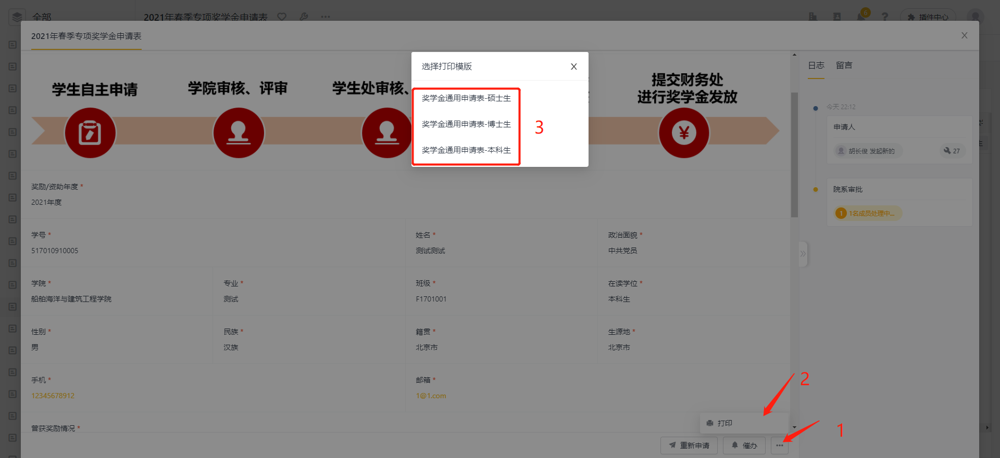 全部
2021年春季专项奖学金申请表
6
插件中心
2021年春季专项奖学金申请表
X
选择打印模版
X
奖学金通用申请表-硕士生
奖学金通用申请表-博士生
奖学金通用申请表-本科生
3
学生自主申请
学院审核、评审
学生处审核、
提交财务处
进行奖学金发放
日志
留言
今天 22:12
申请人
胡长俊 发起新的
27
院系审批
1
1名成员处理中...
奖励/资助年度 *
2021年度
学号 *
517010910005
姓名 *
测试测试
政治面貌 *
中共党员
学院 *
船舶海洋与建筑工程学院
专业 *
测试
班级 *
F1701001
在读学位 *
本科生
性别 *
男
民族 *
汉族
籍贯 *
北京市
生源地 *
北京市
手机 *
12345678912
邮箱 *
1@1.com
曾获奖励情况 *
2
打印
1
重新申请
催办